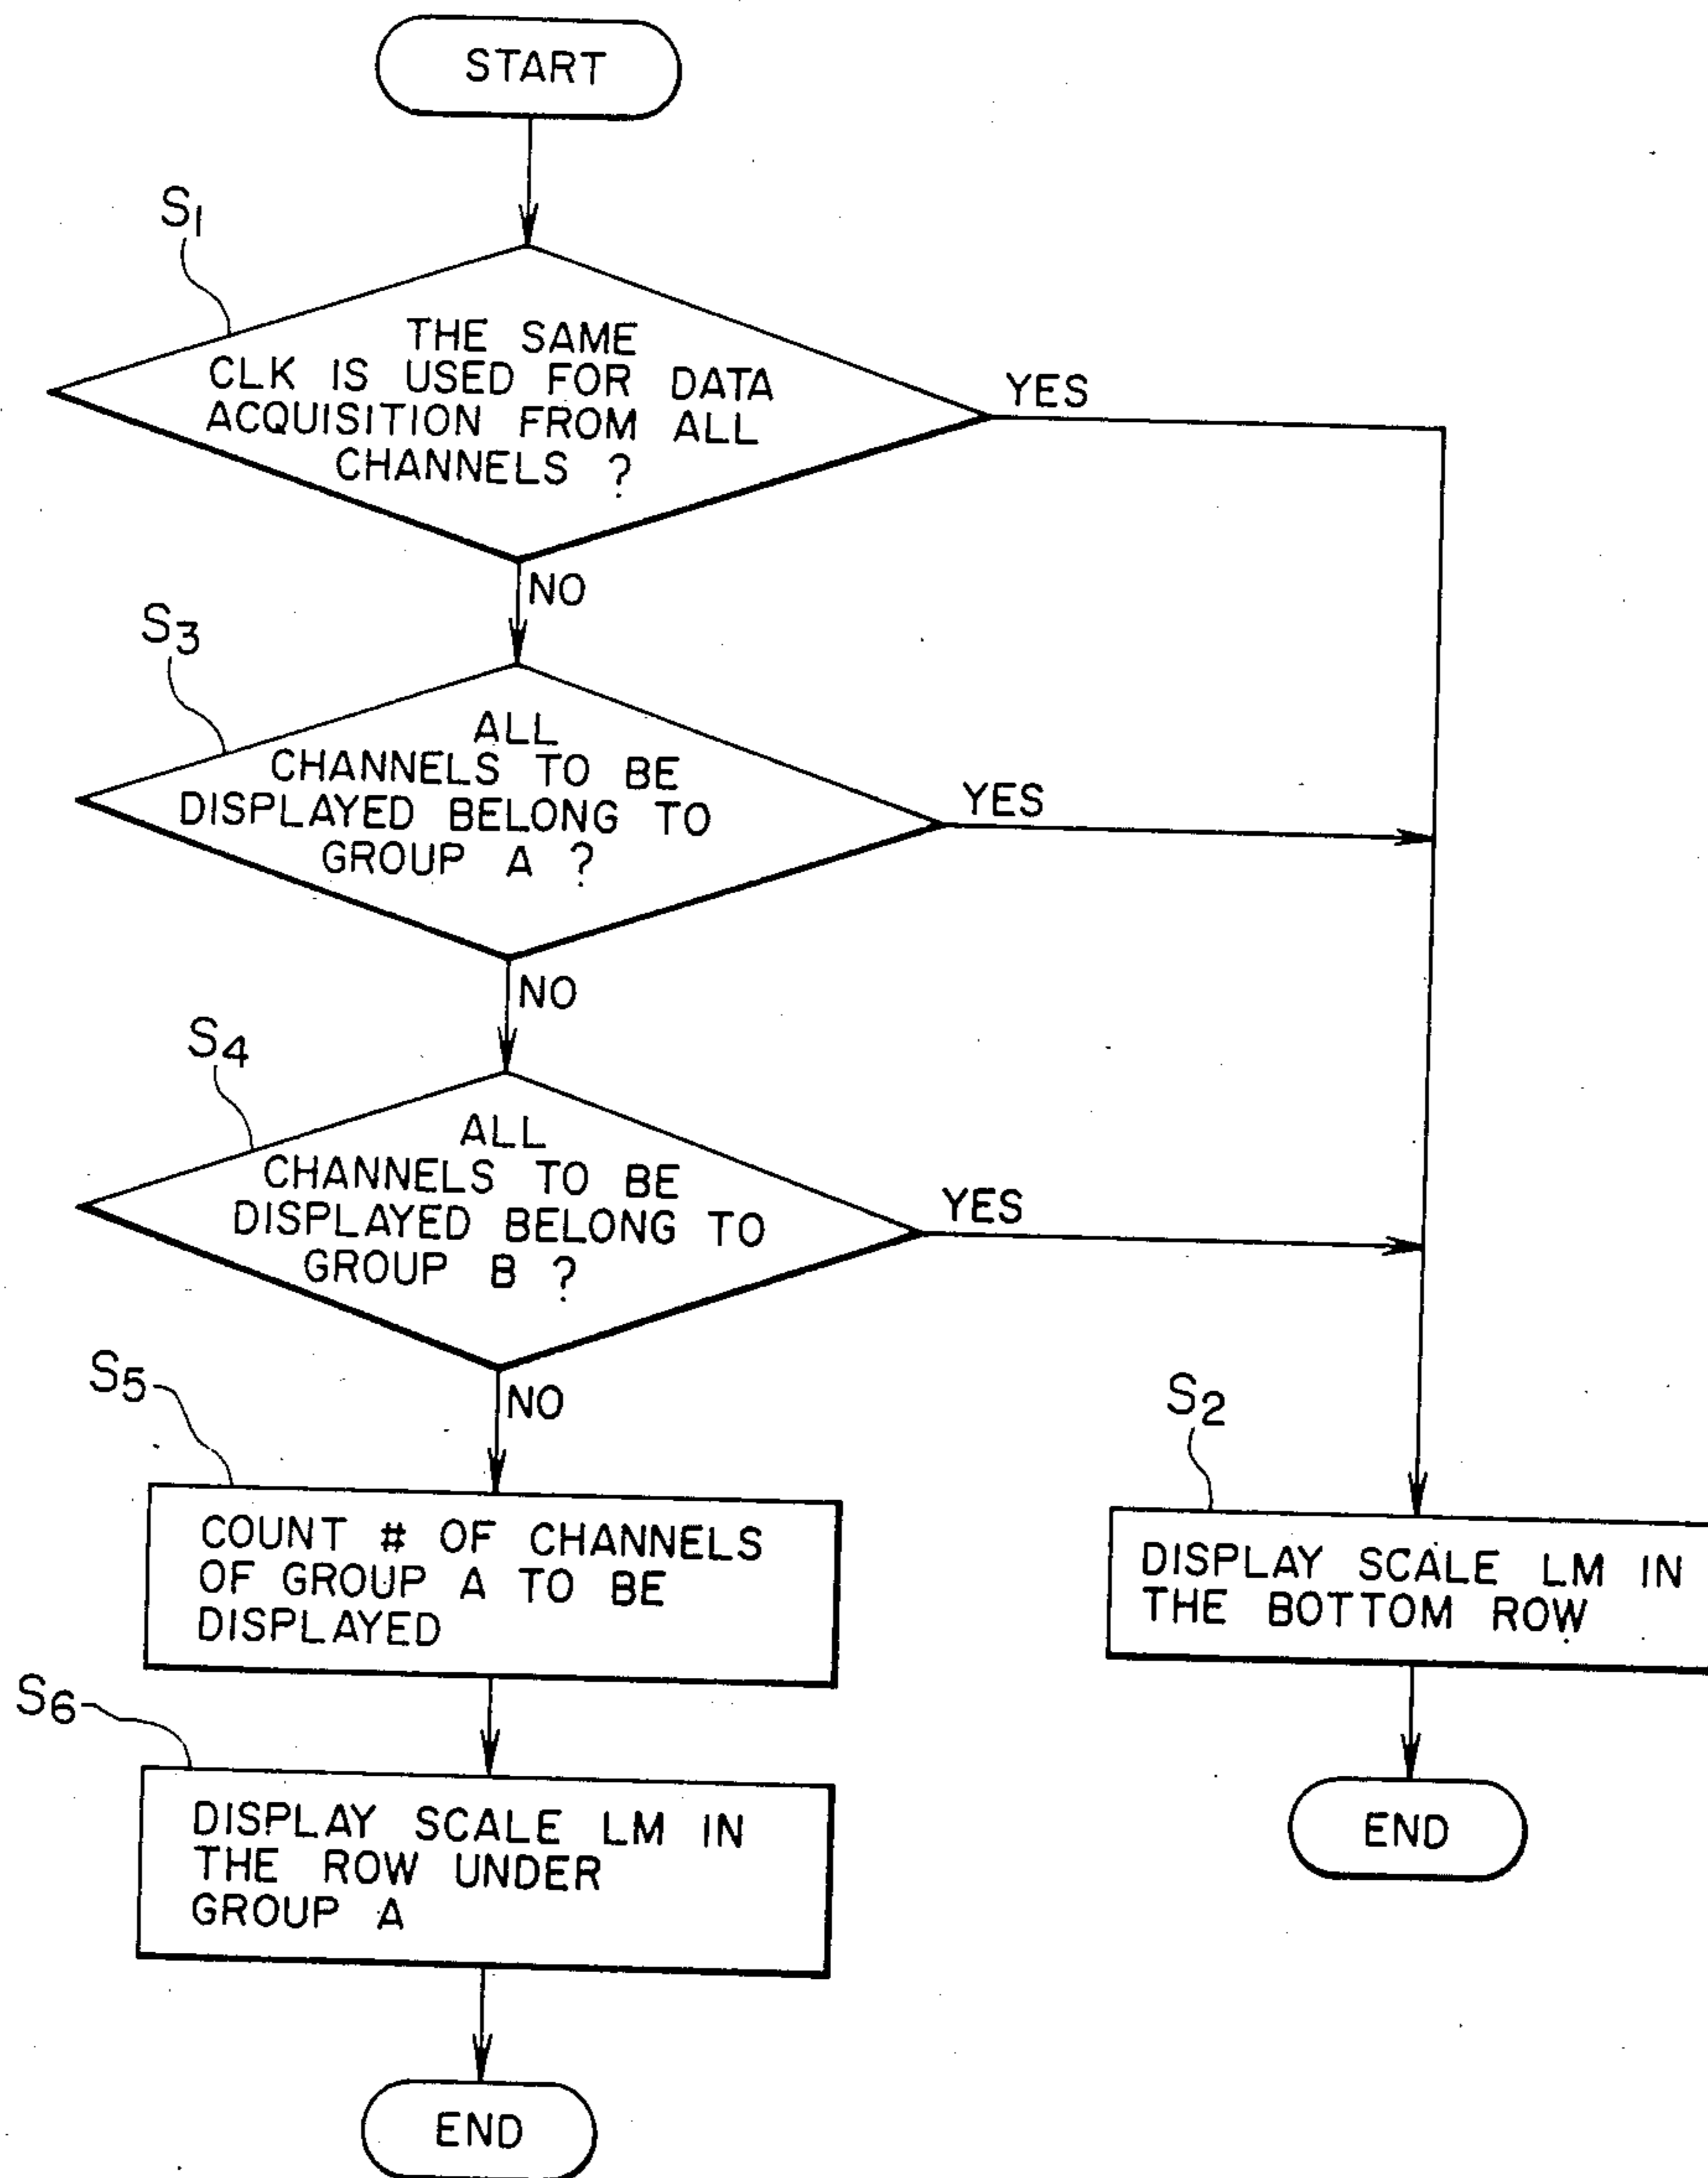 START
S1
THE SAME
CLK IS USED FOR DATA
ACQUISITION FROM ALL
CHANNELS ?
YES
NO
S3
ALL
CHANNELS TO BE
DISPLAYED BELONG TO
GROUP A ?
YES
NO
S4
ALL
CHANNELS TO BE
DISPLAYED BELONG TO
GROUP B ?
YES
NO
S5
COUNT # OF CHANNELS
OF GROUP A TO BE
DISPLAYED
S2
DISPLAY SCALE LM IN
THE BOTTOM ROW
S6
DISPLAY SCALE LM IN
THE ROW UNDER
GROUP A
END
END